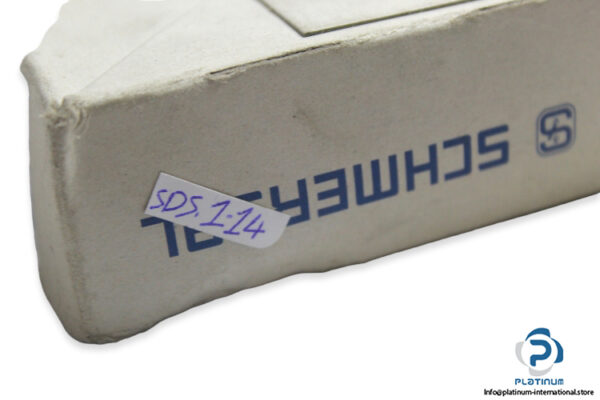 SCHMERSAL
SDS.1-14
PLATINUM
Info@platinum-international.store